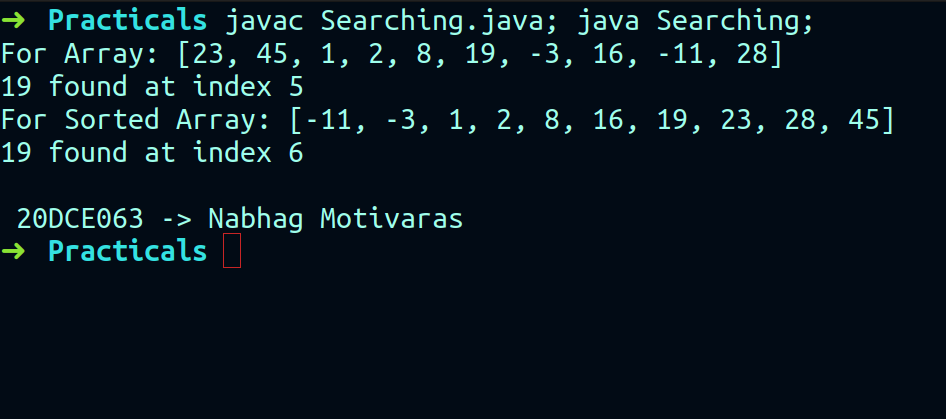 ➜ Practicals javac Searching.java; java Searching;
For Array: [23, 45, 1, 2, 8, 19, -3, 16, -11, 28]
19 found at index 5
For Sorted Array: [-11, -3, 1, 2, 8, 16, 19, 23, 28, 45]
19 found at index 6
20DCE063 -> Nabhag Motivaras
➜ Practicals